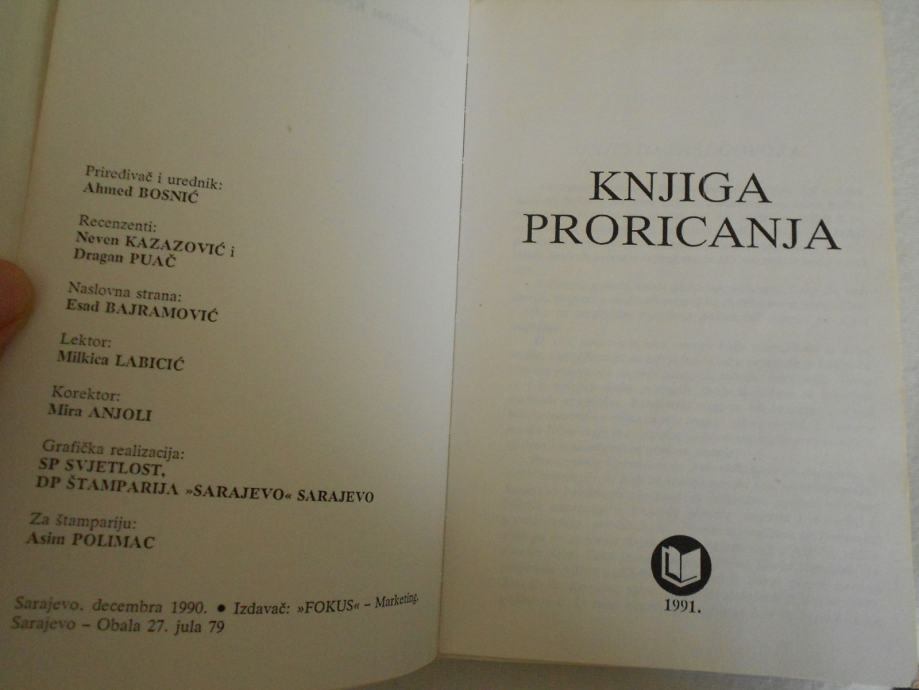 Priređivač i urednik:
Ahmed BOSNIĆ
Recenzenti:
Neven KAZAZOVIĆ i
Dragan PUAČ
Naslovna strana:
Esad BAJRAMOVIĆ
Lektor:
Milkica LABICIĆ
Korektor:
Mira ANJOLI
Grafička realizacija:
SP SVJETLOST,
DP ŠTAMPARIJA »SARAJEVO« SARAJEVO
Za štampariju:
Asim POLIMAC
Sarajevo, decembra 1990. • Izdavač: »FOKUS« – Marketing,
Sarajevo – Obala 27. jula 79
KNJIGA
PRORICANJA
1991.